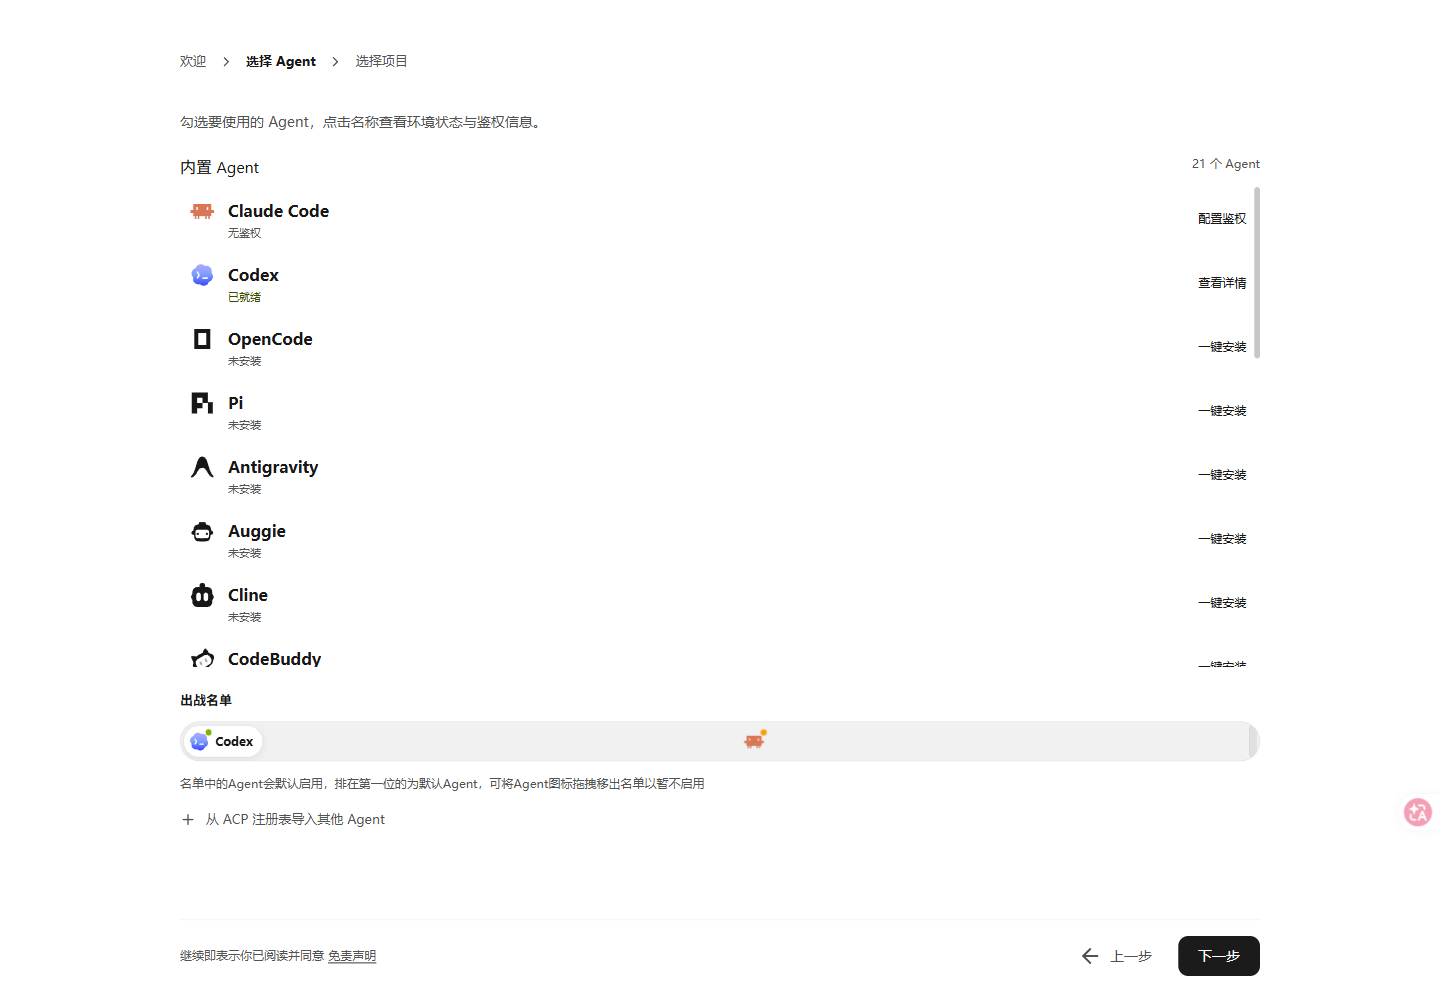 欢迎 选择 Agent 选择项目
勾选要使用的 Agent，点击名称查看环境状态与鉴权信息。
内置 Agent 21 个 Agent
Claude Code
无鉴权 配置鉴权
Codex
已就绪 查看详情
OpenCode
未安装 一键安装
Pi
未安装 一键安装
Antigravity
未安装 一键安装
Auggie
未安装 一键安装
Cline
未安装 一键安装
CodeBuddy
一键安装
出战名单
Codex
名单中的Agent会默认启用，排在第一位的为默认Agent，可将Agent图标拖拽移出名单以暂不启用
从 ACP 注册表导入其他 Agent
继续即表示你已阅读并同意 免责声明 上一步 下一步